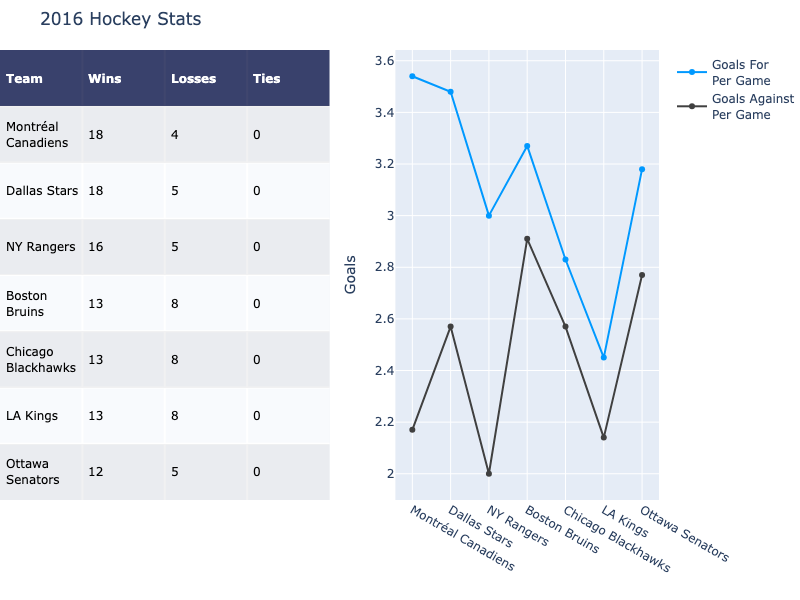 2016 Hockey Stats
Team Wins Losses Ties
Montréal
Canadiens 18 4 0
Dallas Stars 18 5 0
NY Rangers 16 5 0
Boston
Bruins 13 8 0
Chicago
Blackhawks 13 8 0
LA Kings 13 8 0
Ottawa
Senators 12 5 0
Goals
3.6
3.4
3.2
3
2.8
2.6
2.4
2.2
2
Montréal Canadiens
Dallas Stars
NY Rangers
Boston Bruins
Chicago Blackhawks
LA Kings
Ottawa Senators
Goals For
Per Game
Goals Against
Per Game